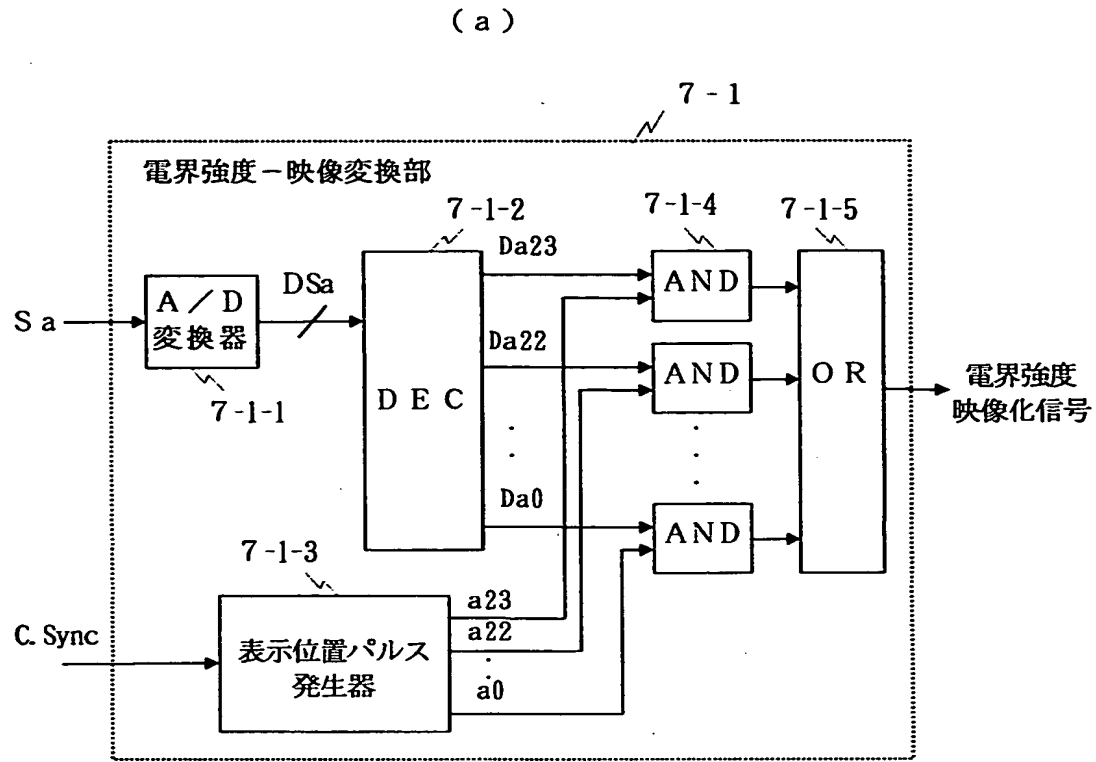 (a)
7-1
電界強度-映像変換部
7-1-2
7-1-4
7-1-5
Da23
Sa
A/D
変換器
DSa
7-1-1
DEC
Da22
Da0
AND
AND
AND
OR
電界強度
映像化信号
7-1-3
C.Sync
表示位置パルス
発生器
a23
a22
a0